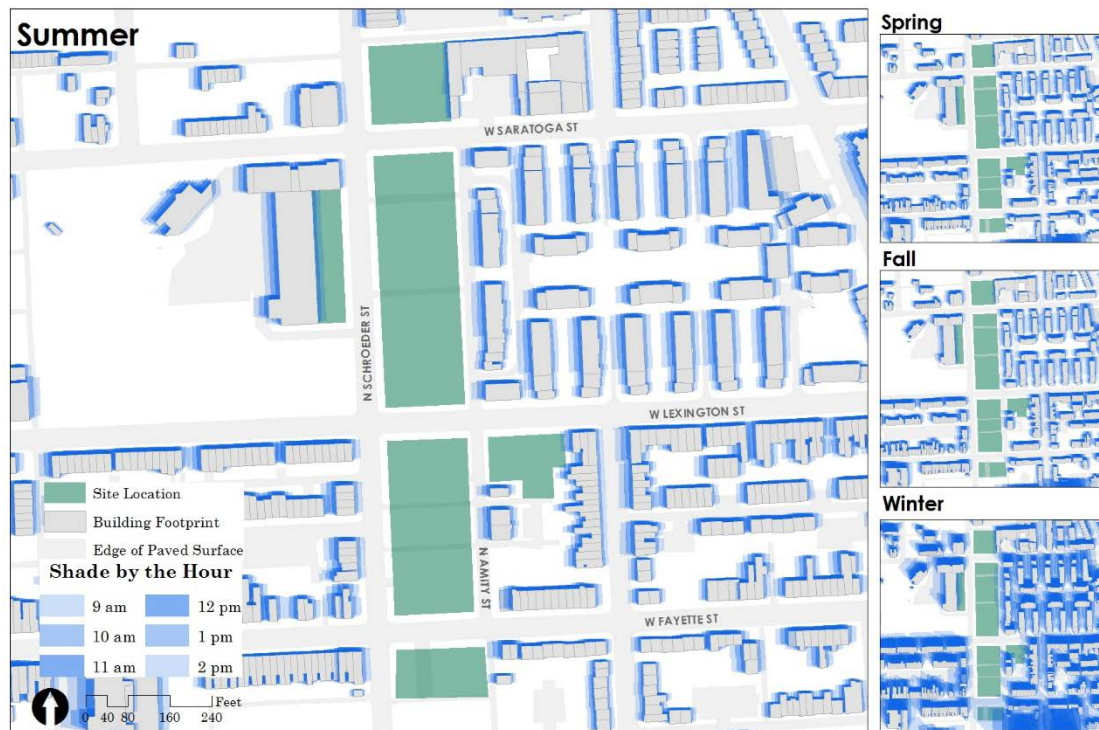 Summer
W SARATOGA ST
N SCHROEDER ST
W LEXINGTON ST
N AMITY ST
W FAYETTE ST
Site Location
Building Footprint
Edge of Paved Surface
Shade by the Hour
9 am
12 pm
10 am
1 pm
11 am
2 pm
Feet
0 40 80 160 240
Spring
Fall
Winter